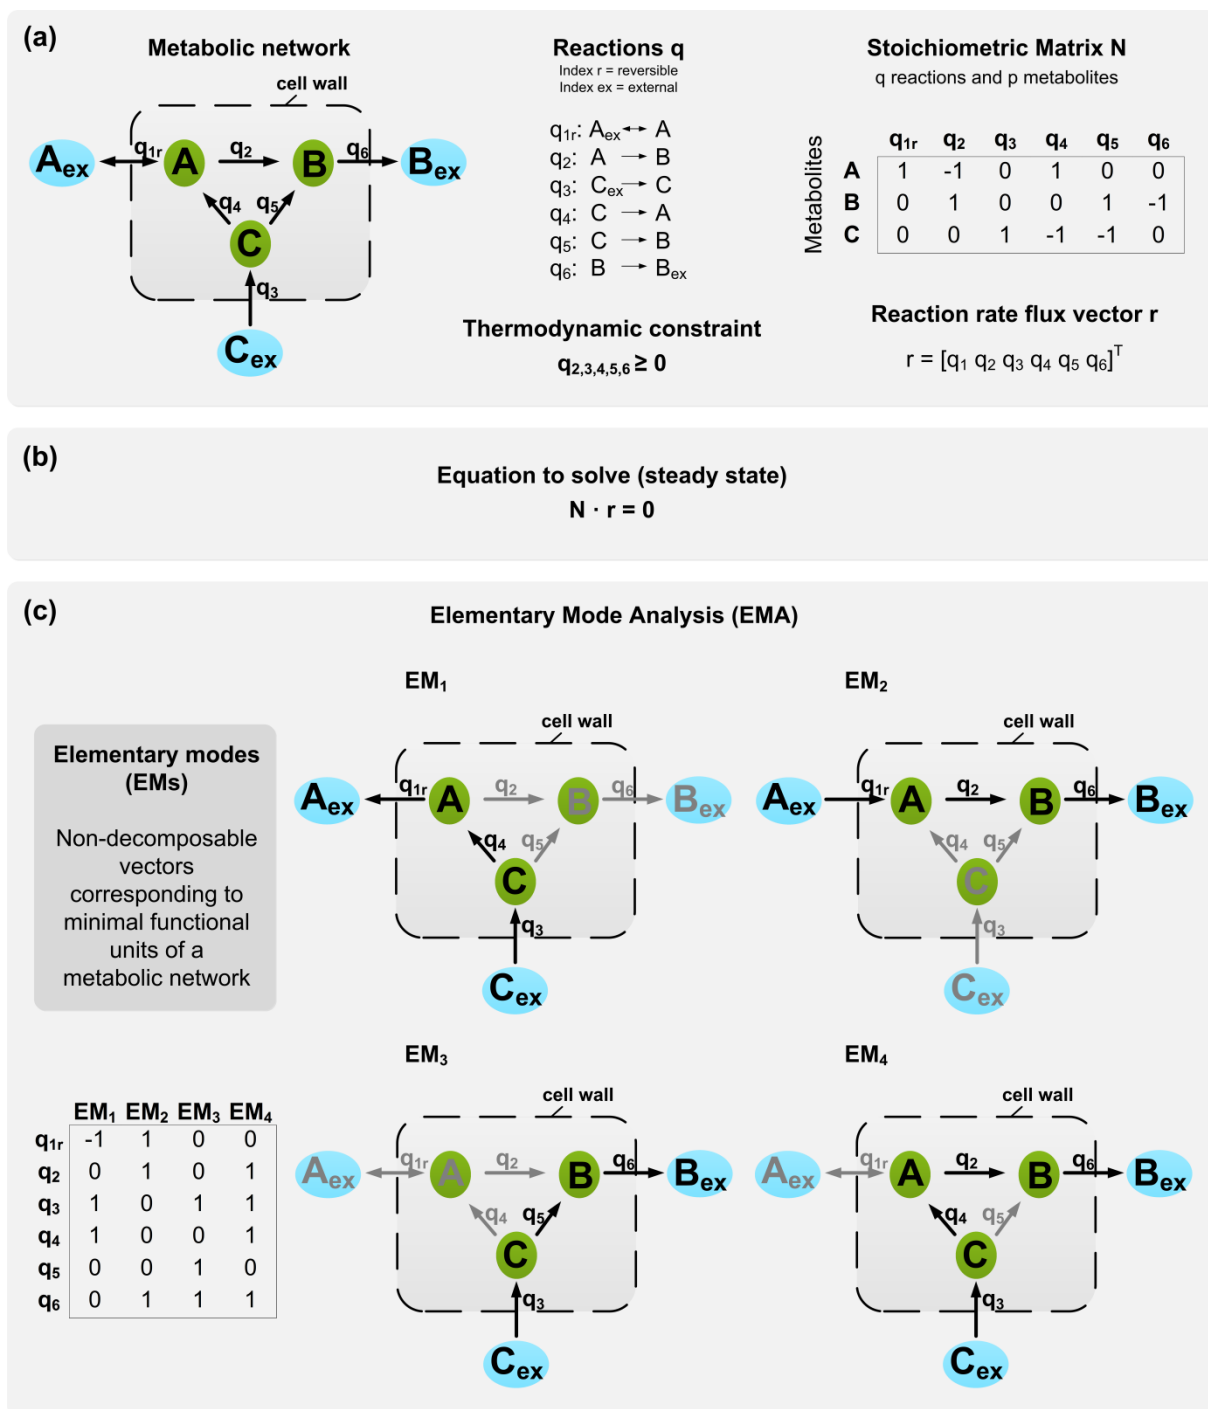 (a)
Metabolic network
cell wall
Aex q1r A q2 B q6 Bex
q4 q5
C
q3
Cex
Reactions q
Index r = reversible
Index ex = external
q1r: Aex ↔ A
q2: A → B
q3: Cex → C
q4: C → A
q5: C → B
q6: B → Bex
Thermodynamic constraint
q2,3,4,5,6 ≥ 0
Stoichiometric Matrix N
q reactions and p metabolites
q1r q2 q3 q4 q5 q6
Metabolites
A 1 -1 0 1 0 0
B 0 1 0 0 1 -1
C 0 0 1 -1 -1 0
Reaction rate flux vector r
r = [q1 q2 q3 q4 q5 q6]T
(b)
Equation to solve (steady state)
N · r = 0
(c)
Elementary Mode Analysis (EMA)
Elementary modes
(EMs)
Non-decomposable
vectors
corresponding to
minimal functional
units of a
metabolic network
EM1
cell wall
Aex q1r A q2 B q6 Bex
q4 q5
C
q3
Cex
EM2
cell wall
Aex q1r A q2 B q6 Bex
q4 q5
C
q3
Cex
EM1 EM2 EM3 EM4
q1r -1 1 0 0
q2 0 1 0 1
q3 1 0 1 1
q4 1 0 0 1
q5 0 0 1 0
q6 0 1 1 1
EM3
cell wall
Aex q1r A q2 B q6 Bex
q4 q5
C
q3
Cex
EM4
cell wall
Aex q1r A q2 B q6 Bex
q4 q5
C
q3
Cex